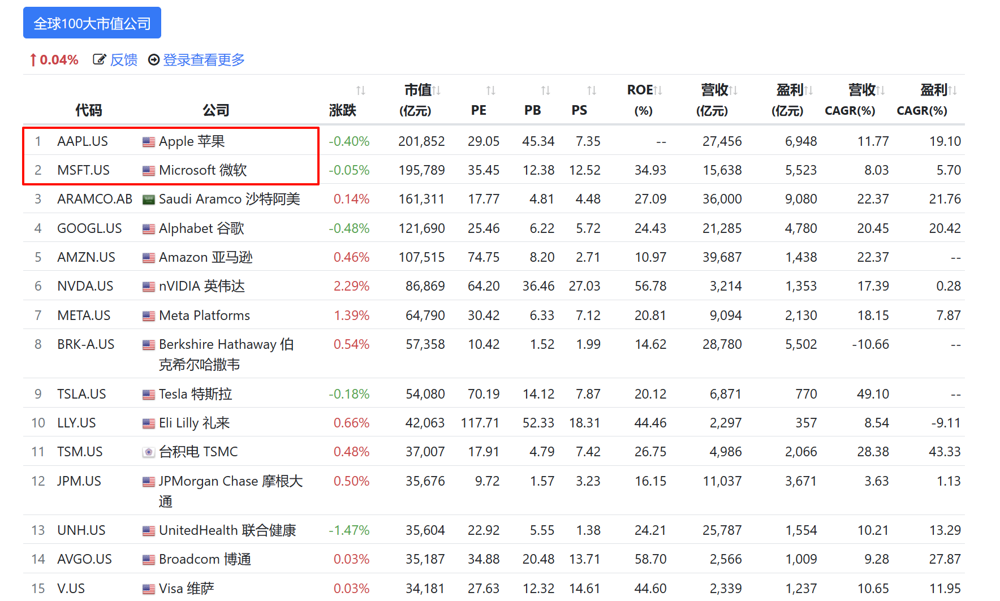 全球100大市值公司
↑0.04% 反馈 登录查看更多
代码 公司 涨跌 市值(亿元) PE PB PS ROE(%) 营收(亿元) 盈利(亿元) 营收CAGR(%) 盈利CAGR(%)
1 AAPL.US Apple 苹果 -0.40% 201,852 29.05 45.34 7.35 -- 27,456 6,948 11.77 19.10
2 MSFT.US Microsoft 微软 -0.05% 195,789 35.45 12.38 12.52 34.93 15,638 5,523 8.03 5.70
3 ARAMCO.AB Saudi Aramco 沙特阿美 0.14% 161,311 17.77 4.81 4.48 27.09 36,000 9,080 22.37 21.76
4 GOOGL.US Alphabet 谷歌 -0.48% 121,690 25.46 6.22 5.72 24.43 21,285 4,780 20.45 20.42
5 AMZN.US Amazon 亚马逊 0.46% 107,515 74.75 8.20 2.71 10.97 39,687 1,438 22.37 --
6 NVDA.US nVIDIA 英伟达 2.29% 86,869 64.20 36.46 27.03 56.78 3,214 1,353 17.39 0.28
7 META.US Meta Platforms 1.39% 64,790 30.42 6.33 7.12 20.81 9,094 2,130 18.15 7.87
8 BRK-A.US Berkshire Hathaway 伯 0.54% 57,358 10.42 1.52 1.99 14.62 28,780 5,502 -10.66 --
克希尔哈撒韦
9 TSLA.US Tesla 特斯拉 -0.18% 54,080 70.19 14.12 7.87 20.12 6,871 770 49.10 --
10 LLY.US Eli Lilly 礼来 0.66% 42,063 117.71 52.33 18.31 44.46 2,297 357 8.54 -9.11
11 TSM.US 台积电 TSMC 0.48% 37,007 17.91 4.79 7.42 26.75 4,986 2,066 28.38 43.33
12 JPM.US JPMorgan Chase 摩根大 0.50% 35,676 9.72 1.57 3.23 16.15 11,037 3,671 3.63 1.13
通
13 UNH.US UnitedHealth 联合健康 -1.47% 35,604 22.92 5.55 1.38 24.21 25,787 1,554 10.21 13.29
14 AVGO.US Broadcom 博通 0.03% 35,187 34.88 20.48 13.71 58.70 2,566 1,009 9.28 27.87
15 V.US Visa 维萨 0.03% 34,181 27.63 12.32 14.61 44.60 2,339 1,237 10.65 11.95